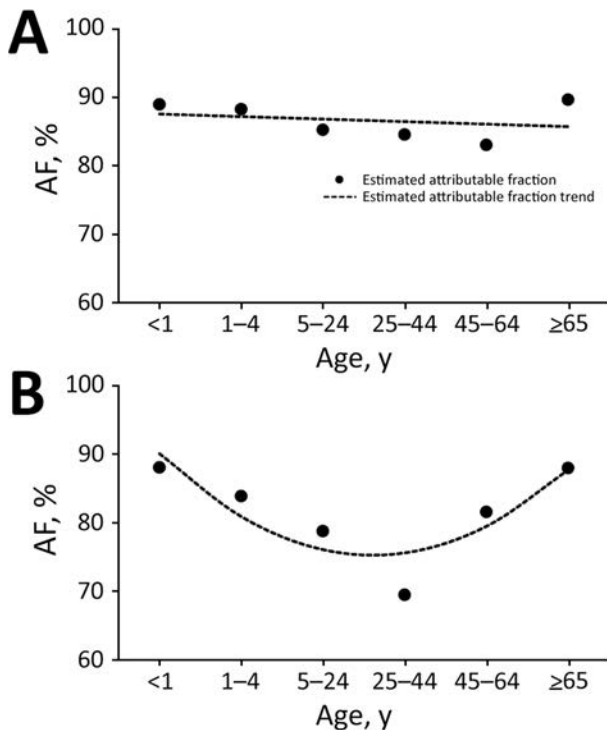 A
100
90
80
70
60
AF, %
Estimated attributable fraction
Estimated attributable fraction trend
<1 1–4 5–24 25–44 45–64 ≥65
Age, y
B
100
90
80
70
60
AF, %
<1 1–4 5–24 25–44 45–64 ≥65
Age, y